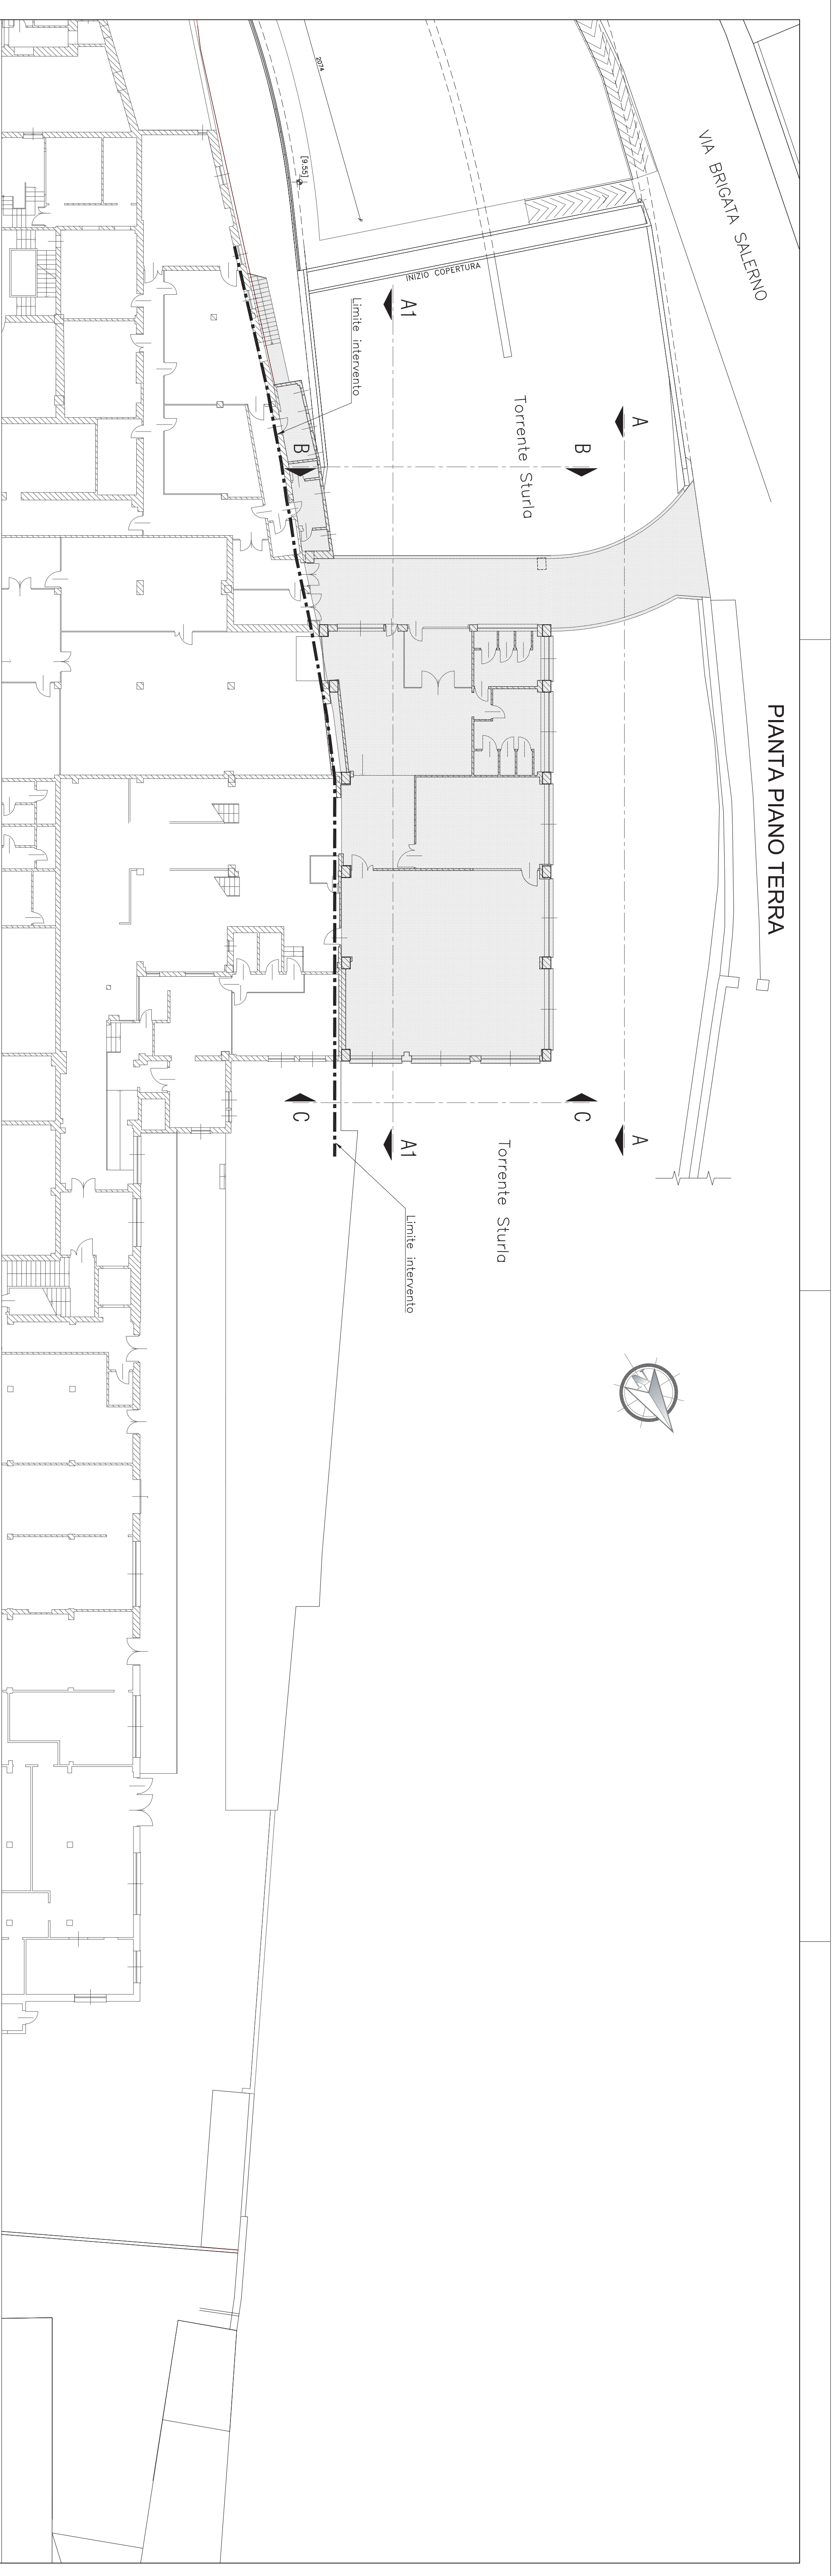 PIANTA PIANO TERRA
VIA BRIGATA SALERNO
2074
[9.55]
INIZIO COPERTURA
A1
A
Limite intervento
Torrente Sturla
B
B
C
C
A1
A
Torrente Sturla
Limite intervento
N